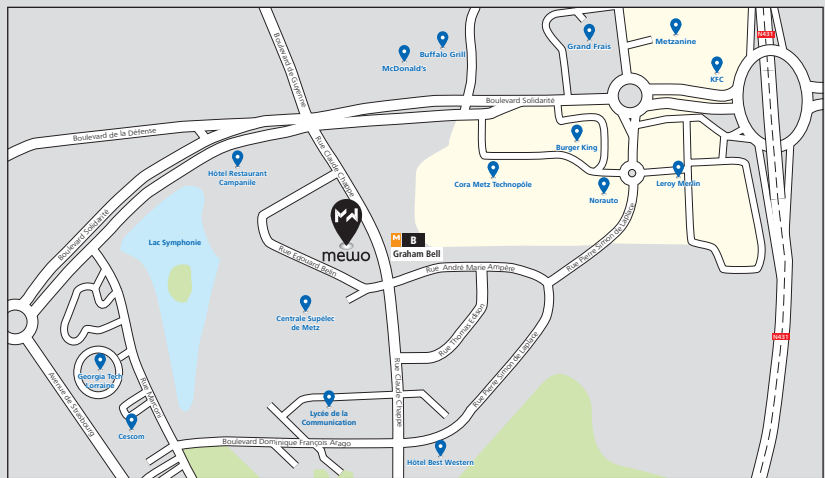 N431
Metzanine
Grand Frais
Buffalo Grill
McDonald's
KFC
Boulevard de Guyenne
Boulevard Solidarité
Boulevard de la Défense
Rue Claude Chappe
Burger King
Hôtel Restaurant
Campanile
Cora Metz Technopôle
Leroy Merlin
Norauto
Boulevard Solidarité
Lac Symphonie
mewo
M B
Graham Bell
Rue Edouard Belin
Rue André Marie Ampère
Rue Pierre Simon de Laplace
Centrale Supélec
de Metz
Rue Thomas Edison
N431
Rue Pierre Simon de Laplace
Georgia Tech
Lorraine
Rue Marconi
Avenue de Strasbourg
Rue Claude Chappe
Lycée de la
Communication
Cescom
Boulevard Dominique François Arago
Hôtel Best Western